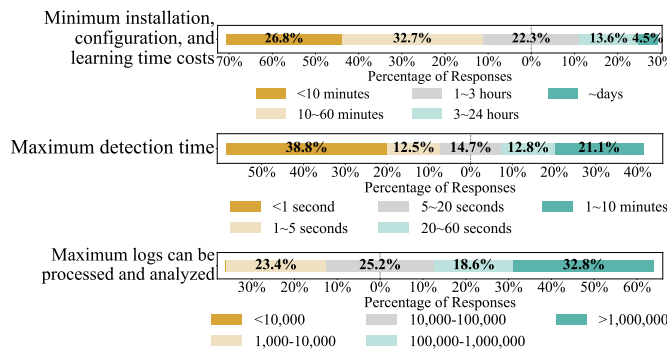 Minimum installation,
configuration, and
learning time costs
26.8% 32.7% 22.3% 13.6% 4.5%
70% 60% 50% 40% 30% 20% 10% 0% 10% 20% 30%
Percentage of Responses
<10 minutes 1~3 hours ~days
10~60 minutes 3~24 hours
Maximum detection time
38.8% 12.5% 14.7% 12.8% 21.1%
50% 40% 30% 20% 10% 0% 10% 20% 30% 40%
Percentage of Responses
<1 second 5~20 seconds 1~10 minutes
1~5 seconds 20~60 seconds
Maximum logs can be
processed and analyzed
23.4% 25.2% 18.6% 32.8%
30% 20% 10% 0% 10% 20% 30% 40% 50% 60%
Percentage of Responses
<10,000 10,000-100,000 >1,000,000
1,000-10,000 100,000-1,000,000